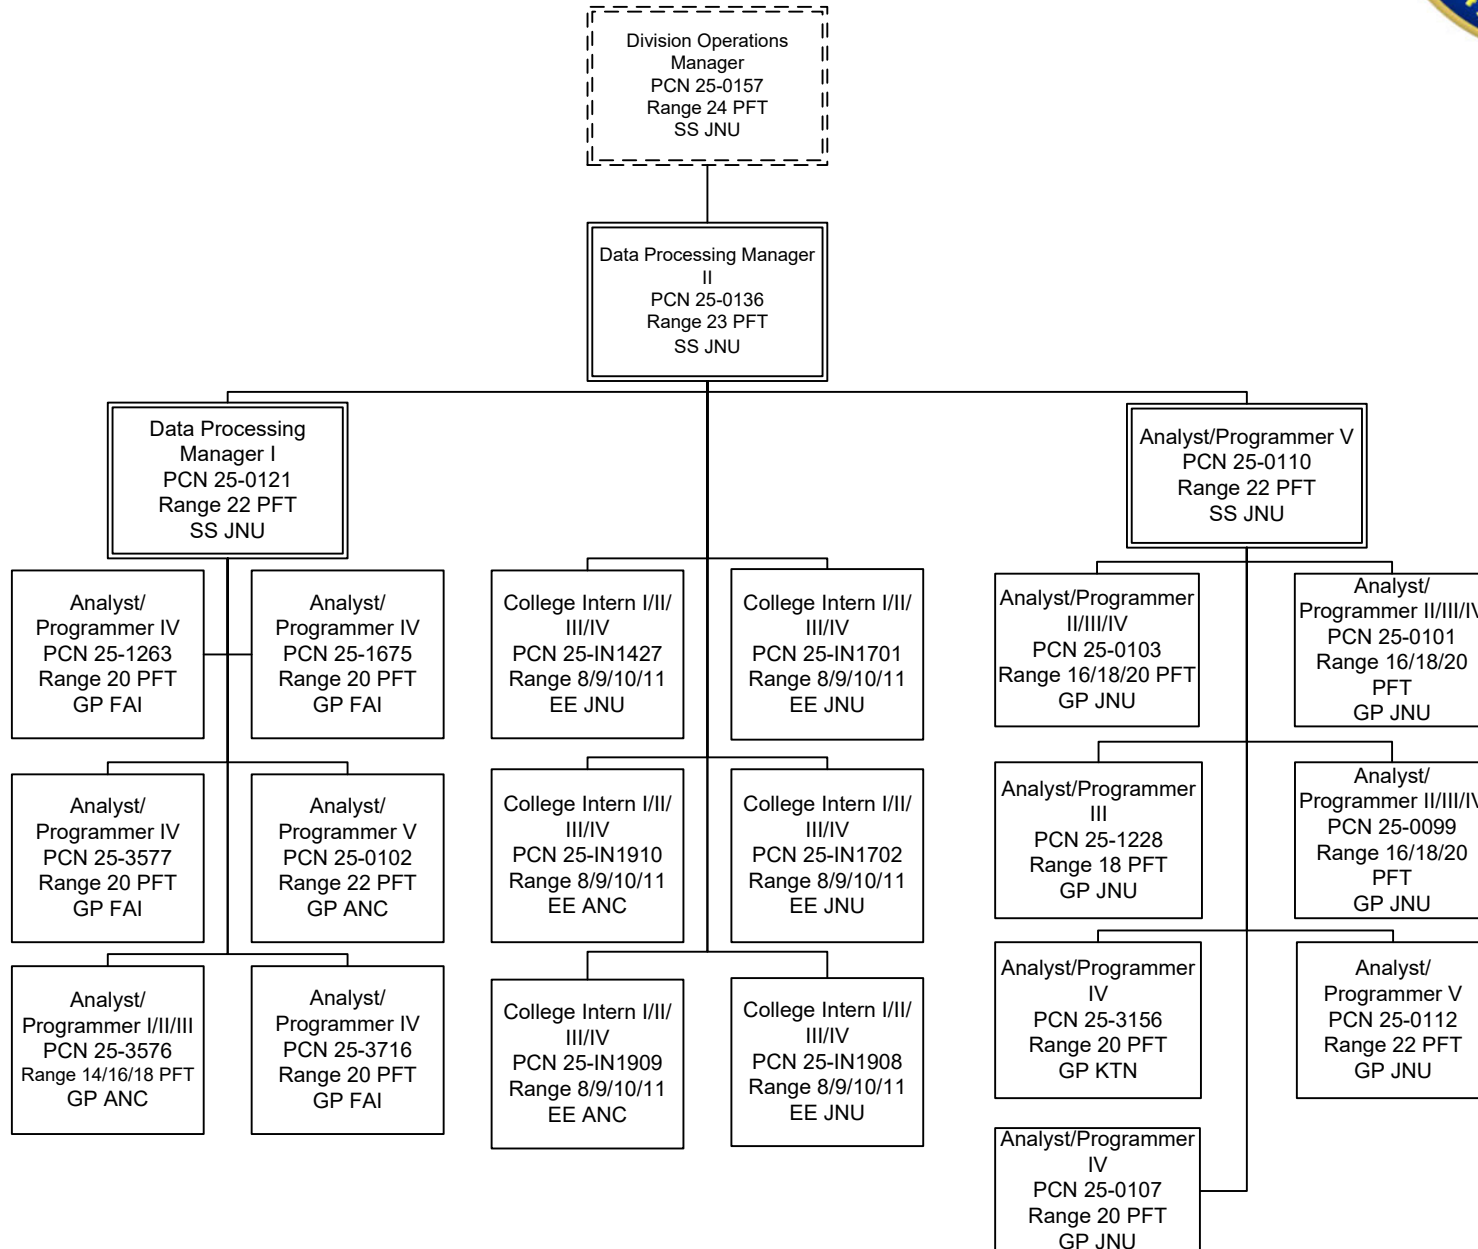 Division Operations
Manager
PCN 25-0157
Range 24 PFT
SS JNU
Data Processing Manager
II
PCN 25-0136
Range 23 PFT
SS JNU
Data Processing
Manager I
PCN 25-0121
Range 22 PFT
SS JNU
Analyst/
Programmer IV
PCN 25-1263
Range 20 PFT
GP FAI
Analyst/
Programmer IV
PCN 25-1675
Range 20 PFT
GP FAI
Analyst/
Programmer IV
PCN 25-3577
Range 20 PFT
GP FAI
Analyst/
Programmer V
PCN 25-0102
Range 22 PFT
GP ANC
Analyst/
Programmer I/II/III
PCN 25-3576
Range 14/16/18 PFT
GP ANC
Analyst/
Programmer IV
PCN 25-3716
Range 20 PFT
GP FAI
College Intern I/II/
III/IV
PCN 25-IN1427
Range 8/9/10/11
EE JNU
College Intern I/II/
III/IV
PCN 25-IN1701
Range 8/9/10/11
EE JNU
College Intern I/II/
III/IV
PCN 25-IN1910
Range 8/9/10/11
EE ANC
College Intern I/II/
III/IV
PCN 25-IN1702
Range 8/9/10/11
EE JNU
College Intern I/II/
III/IV
PCN 25-IN1909
Range 8/9/10/11
EE ANC
College Intern I/II/
III/IV
PCN 25-IN1908
Range 8/9/10/11
EE JNU
Analyst/Programmer V
PCN 25-0110
Range 22 PFT
SS JNU
Analyst/Programmer
II/III/IV
PCN 25-0103
Range 16/18/20 PFT
GP JNU
Analyst/
Programmer II/III/IV
PCN 25-0101
Range 16/18/20
PFT
GP JNU
Analyst/Programmer
III
PCN 25-1228
Range 18 PFT
GP JNU
Analyst/
Programmer II/III/IV
PCN 25-0099
Range 16/18/20
PFT
GP JNU
Analyst/Programmer
IV
PCN 25-3156
Range 20 PFT
GP KTN
Analyst/
Programmer V
PCN 25-0112
Range 22 PFT
GP JNU
Analyst/Programmer
IV
PCN 25-0107
Range 20 PFT
GP JNU